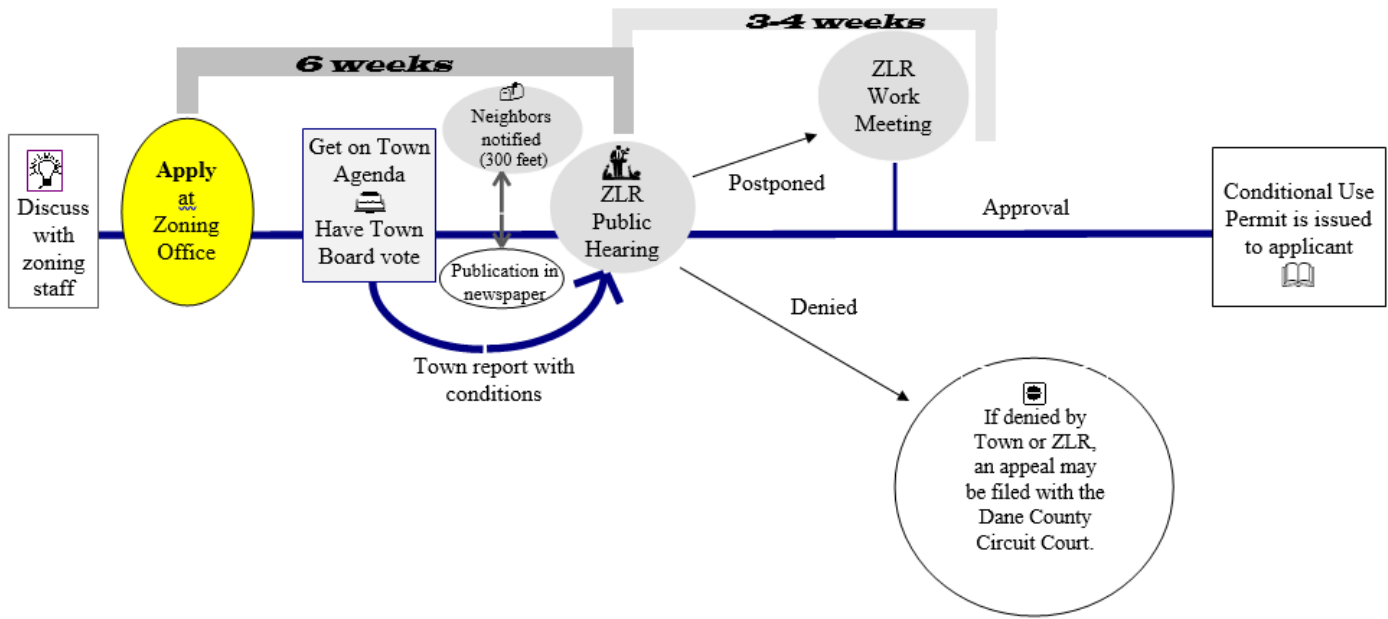 3-4 weeks
6 weeks
Discuss
with
zoning
staff
Apply
at
Zoning
Office
Get on Town
Agenda
Have Town
Board vote
Neighbors
notified
(300 feet)
Publication in
newspaper
Town report with
conditions
ZLR
Public
Hearing
Postponed
ZLR
Work
Meeting
Approval
Conditional Use
Permit is issued
to applicant
Denied
If denied by
Town or ZLR,
an appeal may
be filed with the
Dane County
Circuit Court.